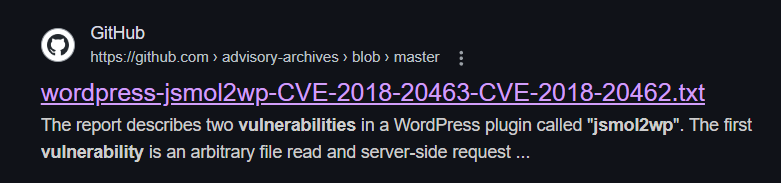 GitHub
https://github.com › advisory-archives › blob › master
wordpress-jsmol2wp-CVE-2018-20463-CVE-2018-20462.txt
The report describes two vulnerabilities in a WordPress plugin called "jsmol2wp". The first
vulnerability is an arbitrary file read and server-side request ...